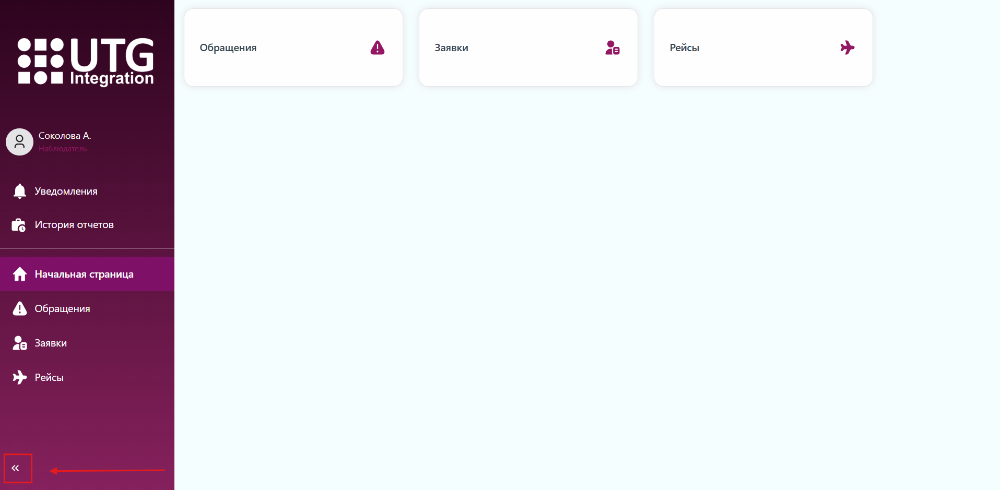 UTG
Integration
Соколова А.
Наблюдатель
Уведомления
История отчетов
Начальная страница
Обращения
Заявки
Рейсы
Обращения
Заявки
Рейсы